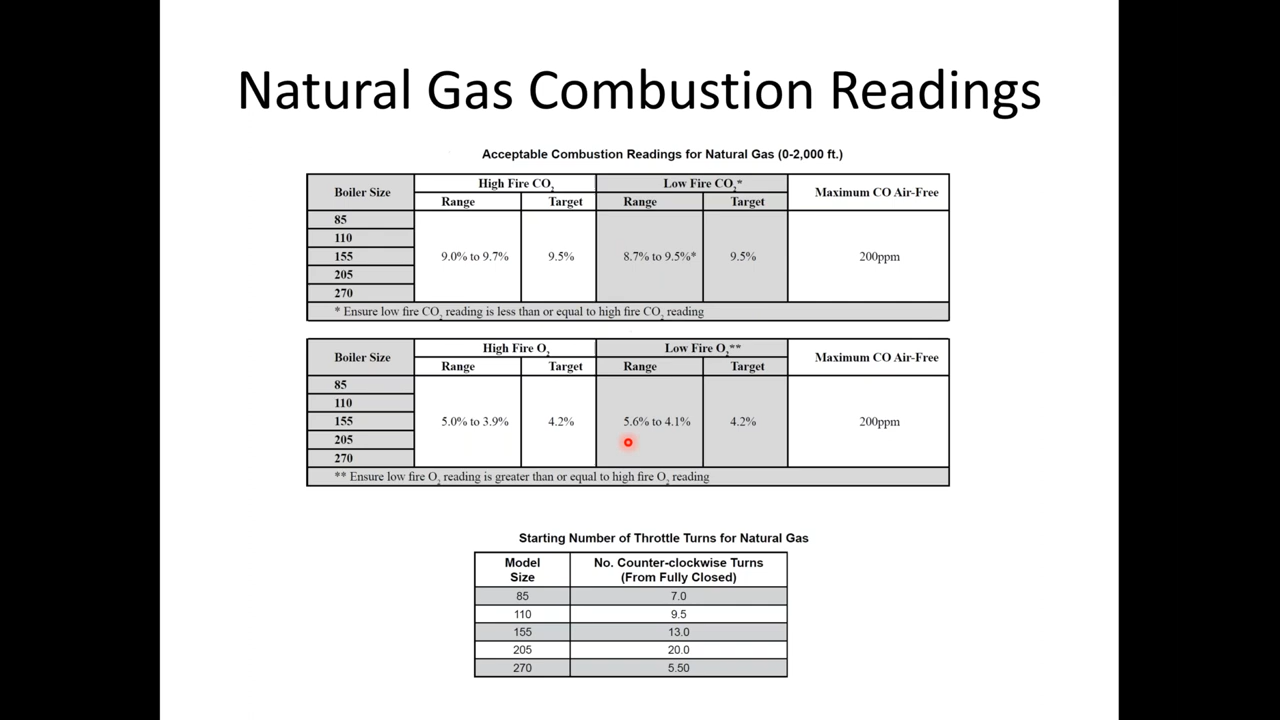 Natural Gas Combustion Readings
Acceptable Combustion Readings for Natural Gas (0-2,000 ft.)
Boiler Size High Fire CO2 Low Fire CO2* Maximum CO Air-Free
Range Target Range Target
85
110
155 9.0% to 9.7% 9.5% 8.7% to 9.5%* 9.5% 200ppm
205
270
* Ensure low fire CO2 reading is less than or equal to high fire CO2 reading
Boiler Size High Fire O2 Low Fire O2** Maximum CO Air-Free
Range Target Range Target
85
110
155 5.0% to 3.9% 4.2% 5.6% to 4.1% 4.2% 200ppm
205
270
** Ensure low fire O2 reading is greater than or equal to high fire O2 reading
Starting Number of Throttle Turns for Natural Gas
Model Size No. Counter-clockwise Turns (From Fully Closed)
85 7.0
110 9.5
155 13.0
205 20.0
270 5.50